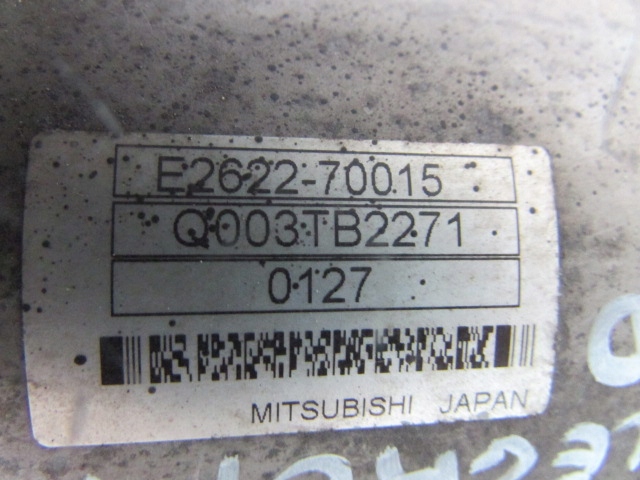 E2622-70015
Q003TB2271
0127
MITSUBISHI JAPAN